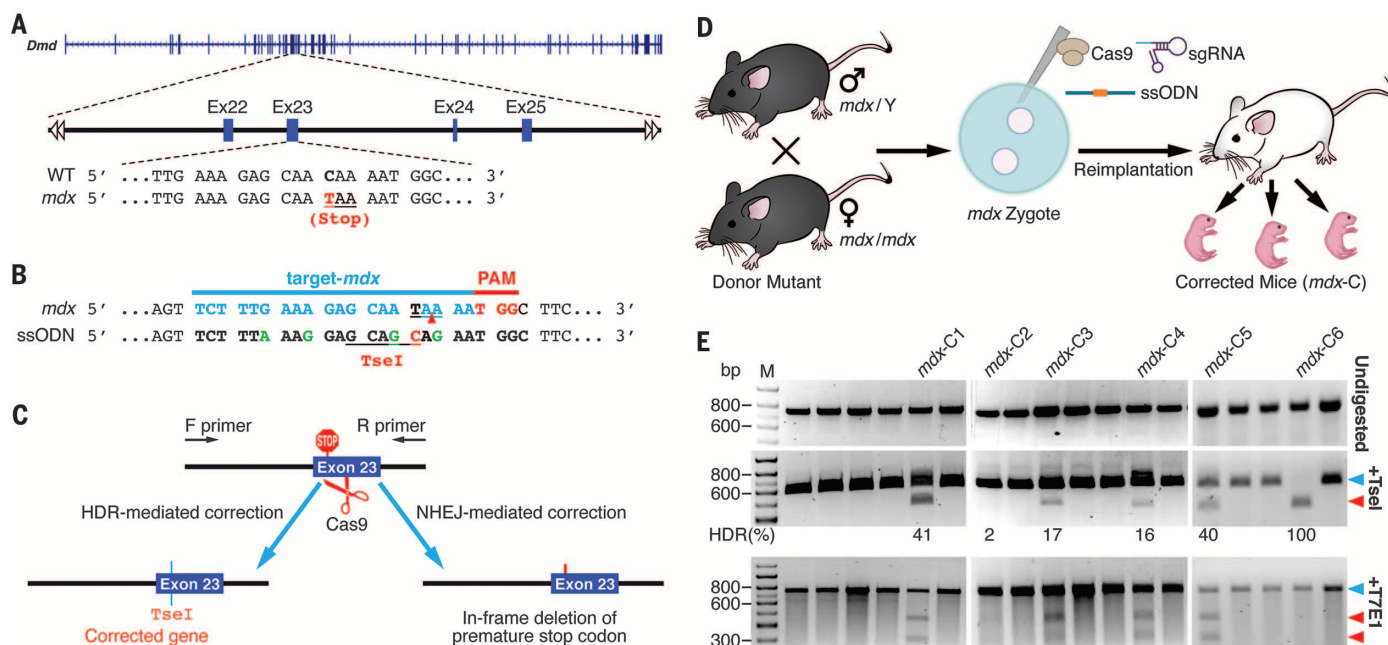 A
Dmd
Ex22 Ex23 Ex24 Ex25
WT 5′ ...TTG AAA GAG CAA CAA AAT GGC... 3′
mdx 5′ ...TTG AAA GAG CAA TAA AAT GGC... 3′
(Stop)
B
target-mdx PAM
mdx 5′ ...AGT TCT TTG AAA GAG CAA TAA AAT GGC TTC... 3′
ssODN 5′ ...AGT TCT TTA AAG GAG CAG CAG AAT GGC TTC... 3′
TseI
C
F primer R primer
STOP
Exon 23
HDR-mediated correction Cas9 NHEJ-mediated correction
Exon 23 Exon 23
TseI
Corrected gene
In-frame deletion of
premature stop codon
D
♂
mdx/Y
♀
mdx/mdx
Donor Mutant
Cas9 sgRNA
ssODN
mdx Zygote
Reimplantation
Corrected Mice (mdx-C)
E
mdx-C1 mdx-C2 mdx-C3 mdx-C4 mdx-C5 mdx-C6
bp M
800
600
Undigested
800
600
+TseI
HDR(%) 41 2 17 16 40 100
800
600
300
+T7E1